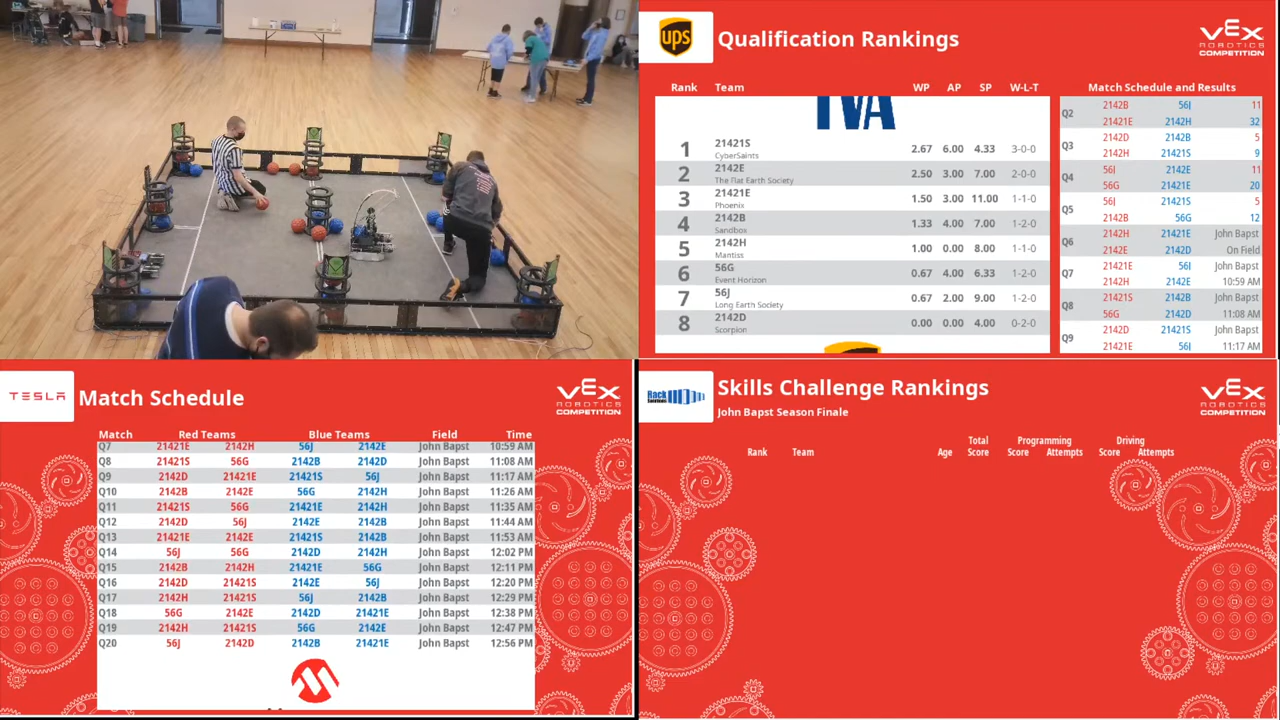 ups
Qualification Rankings
VEX
ROBOTICS
COMPETITION
Rank Team WP AP SP W-L-T
TVA
1 21421S CyberSaints 2.67 6.00 4.33 3-0-0
2 2142E The Flat Earth Society 2.50 3.00 7.00 2-0-0
3 21421E Phoenix 1.50 3.00 11.00 1-1-0
4 2142B Sandbox 1.33 4.00 7.00 1-2-0
5 2142H Mantiss 1.00 0.00 8.00 1-1-0
6 56G Event Horizon 0.67 4.00 6.33 1-2-0
7 56J Long Earth Society 0.67 2.00 9.00 1-2-0
8 2142D Scorpion 0.00 0.00 4.00 0-2-0
Match Schedule and Results
Q2 2142B 56J 11
21421E 2142H 32
Q3 2142D 2142B 5
2142H 21421S 9
Q4 56J 2142E 11
56G 21421E 20
Q5 56J 21421S 5
2142B 56G 12
Q6 2142H 21421E John Bapst
2142E 2142D On Field
Q7 21421E 56J John Bapst
2142H 2142E 10:59 AM
Q8 21421S 2142B John Bapst
56G 2142D 11:08 AM
Q9 2142D 21421S John Bapst
21421E 56J 11:17 AM
TESLA
Match Schedule
VEX
ROBOTICS
COMPETITION
Match Red Teams Blue Teams Field Time
Q7 21421E 2142H 56J 2142E John Bapst 10:59 AM
Q8 21421S 56G 2142B 2142D John Bapst 11:08 AM
Q9 2142D 21421E 21421S 56J John Bapst 11:17 AM
Q10 2142B 2142E 56G 2142H John Bapst 11:26 AM
Q11 21421S 56G 21421E 2142H John Bapst 11:35 AM
Q12 2142D 56J 2142E 2142B John Bapst 11:44 AM
Q13 21421E 2142E 21421S 2142B John Bapst 11:53 AM
Q14 56J 56G 2142D 2142H John Bapst 12:02 PM
Q15 2142B 2142H 21421E 56G John Bapst 12:11 PM
Q16 2142D 21421S 2142E 56J John Bapst 12:20 PM
Q17 2142H 21421S 56J 2142B John Bapst 12:29 PM
Q18 56G 2142E 2142D 21421E John Bapst 12:38 PM
Q19 2142H 21421S 56G 2142E John Bapst 12:47 PM
Q20 56J 2142D 2142B 21421E John Bapst 12:56 PM
Rack
Solutions
Skills Challenge Rankings
John Bapst Season Finale
VEX
ROBOTICS
COMPETITION
Total Programming Driving
Rank Team Age Score Score Attempts Score Attempts